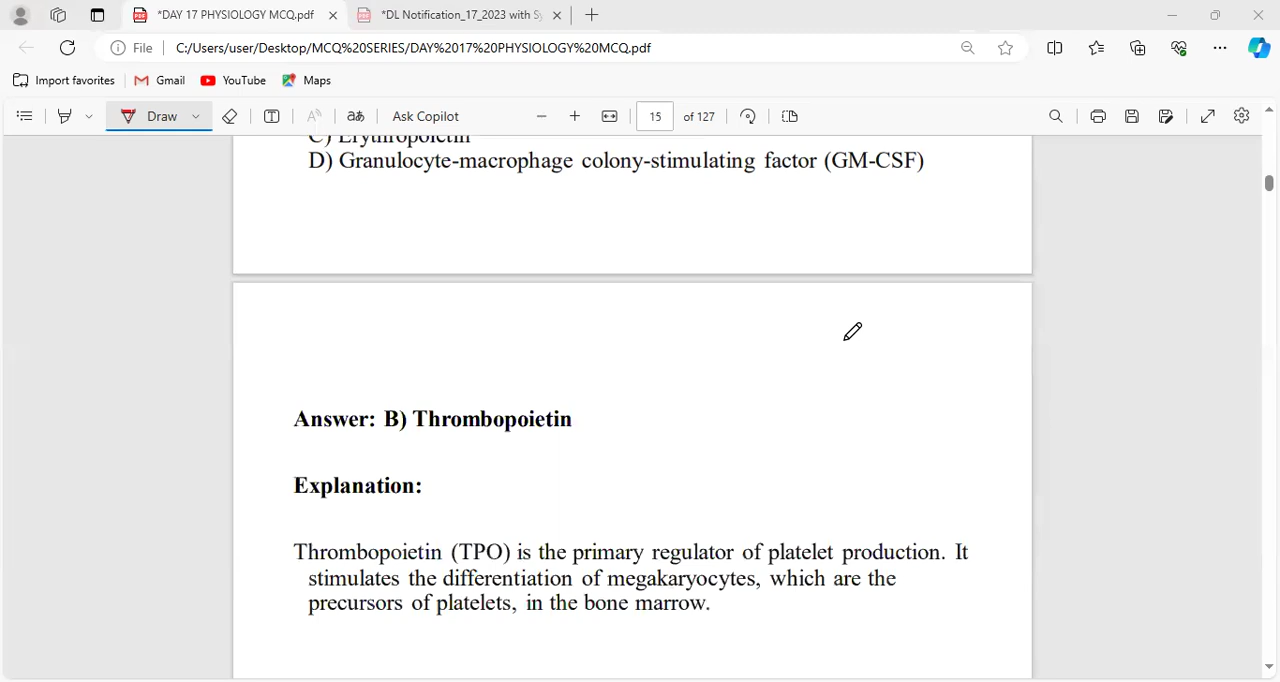 *DAY 17 PHYSIOLOGY MCQ.pdf
*DL Notification_17_2023 with Sy
File
C:/Users/user/Desktop/MCQ%20SERIES/DAY%2017%20PHYSIOLOGY%20MCQ.pdf
Import favorites
Gmail
YouTube
Maps
Draw
Ask Copilot
15 of 127
C) Erythropoietin
D) Granulocyte-macrophage colony-stimulating factor (GM-CSF)
Answer: B) Thrombopoietin
Explanation:
Thrombopoietin (TPO) is the primary regulator of platelet production. It
stimulates the differentiation of megakaryocytes, which are the
precursors of platelets, in the bone marrow.